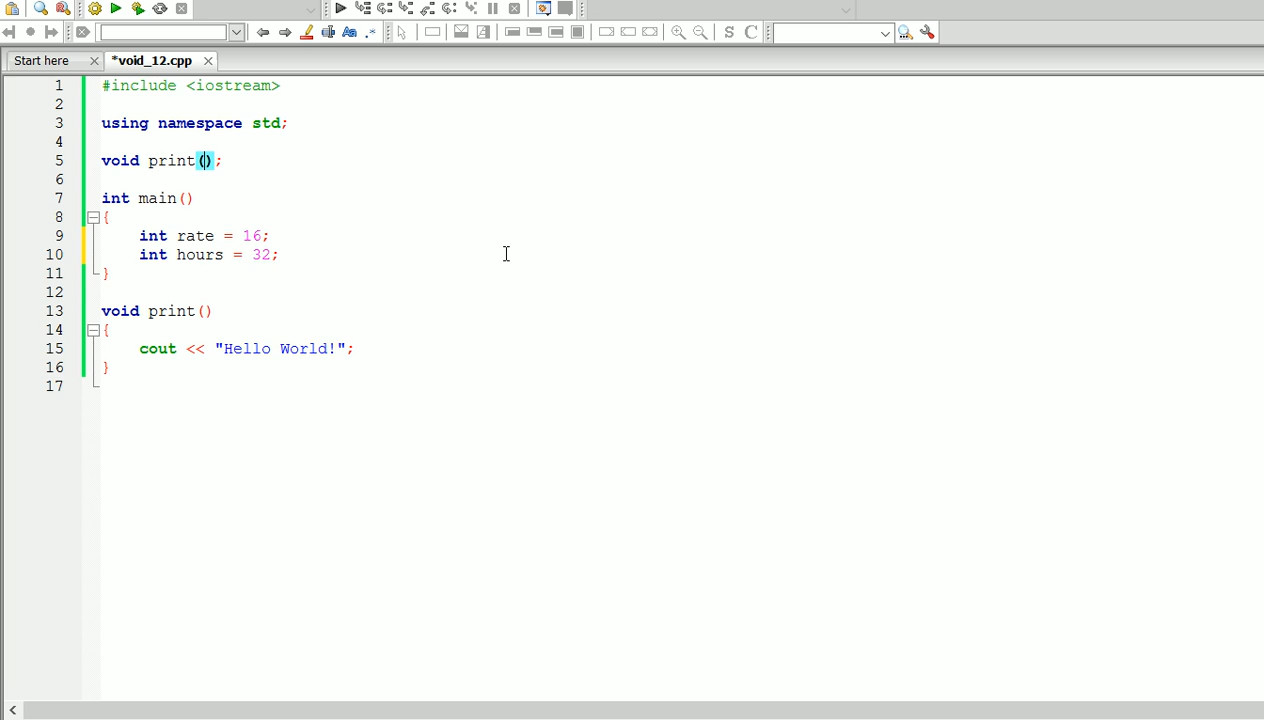 Start here
*void_12.cpp
1 #include <iostream>
2
3 using namespace std;
4
5 void print();
6
7 int main()
8 {
9 int rate = 16;
10 int hours = 32;
11 }
12
13 void print()
14 {
15 cout << "Hello World!";
16 }
17